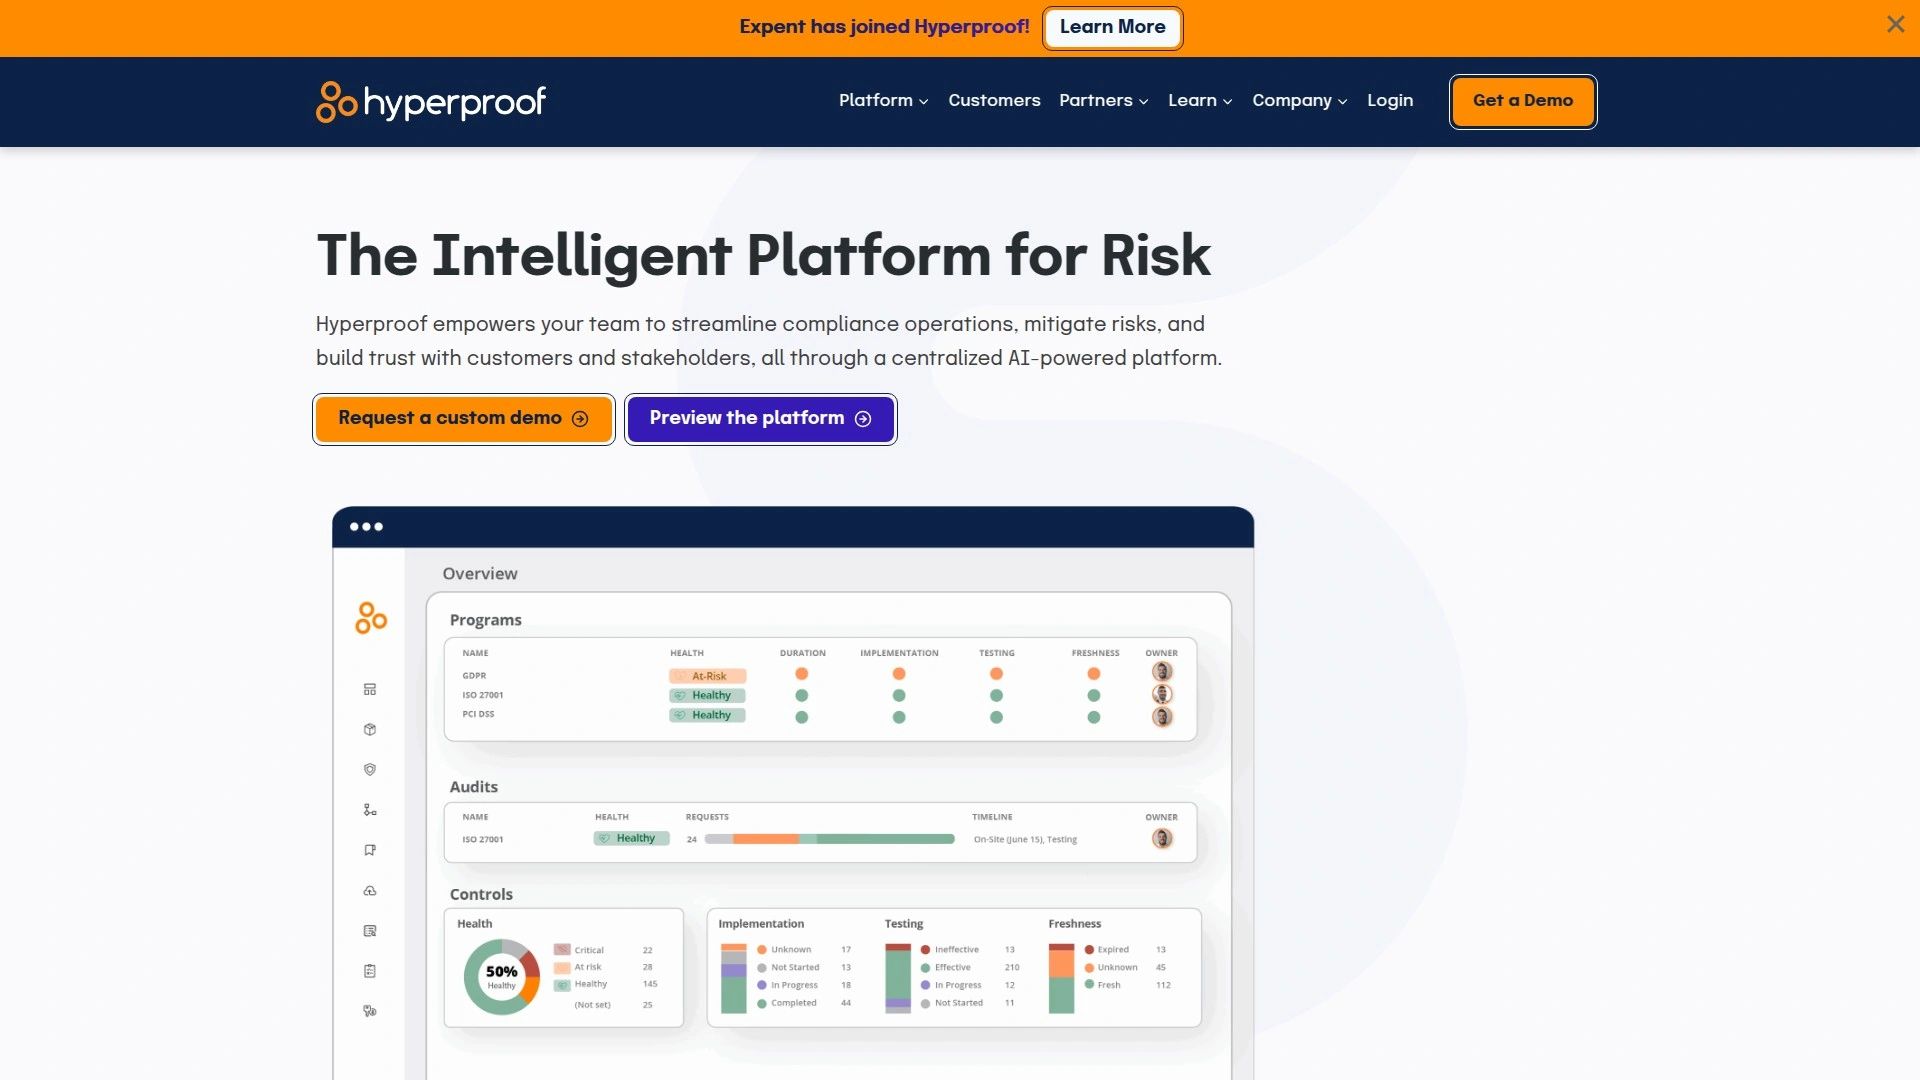 Expent has joined Hyperproof! Learn More
hyperproof Platform Customers Partners Learn Company Login Get a Demo
The Intelligent Platform for Risk
Hyperproof empowers your team to streamline compliance operations, mitigate risks, and
build trust with customers and stakeholders, all through a centralized AI-powered platform.
Request a custom demo Preview the platform
Overview
Programs
NAME HEALTH DURATION IMPLEMENTATION TESTING FRESHNESS OWNER
GDPR At-Risk
ISO 27001 Healthy
PCI DSS Healthy
Audits
NAME HEALTH REQUESTS TIMELINE OWNER
ISO 27001 Healthy 24 On-Site (June 15), Testing
Controls
Health
50%
Healthy
Critical 22
At risk 28
Healthy 145
(Not set) 25
Implementation
Unknown 17
Not Started 13
In Progress 18
Completed 44
Testing
Ineffective 13
Effective 210
In Progress 12
Not Started 11
Freshness
Expired 13
Unknown 45
Fresh 112